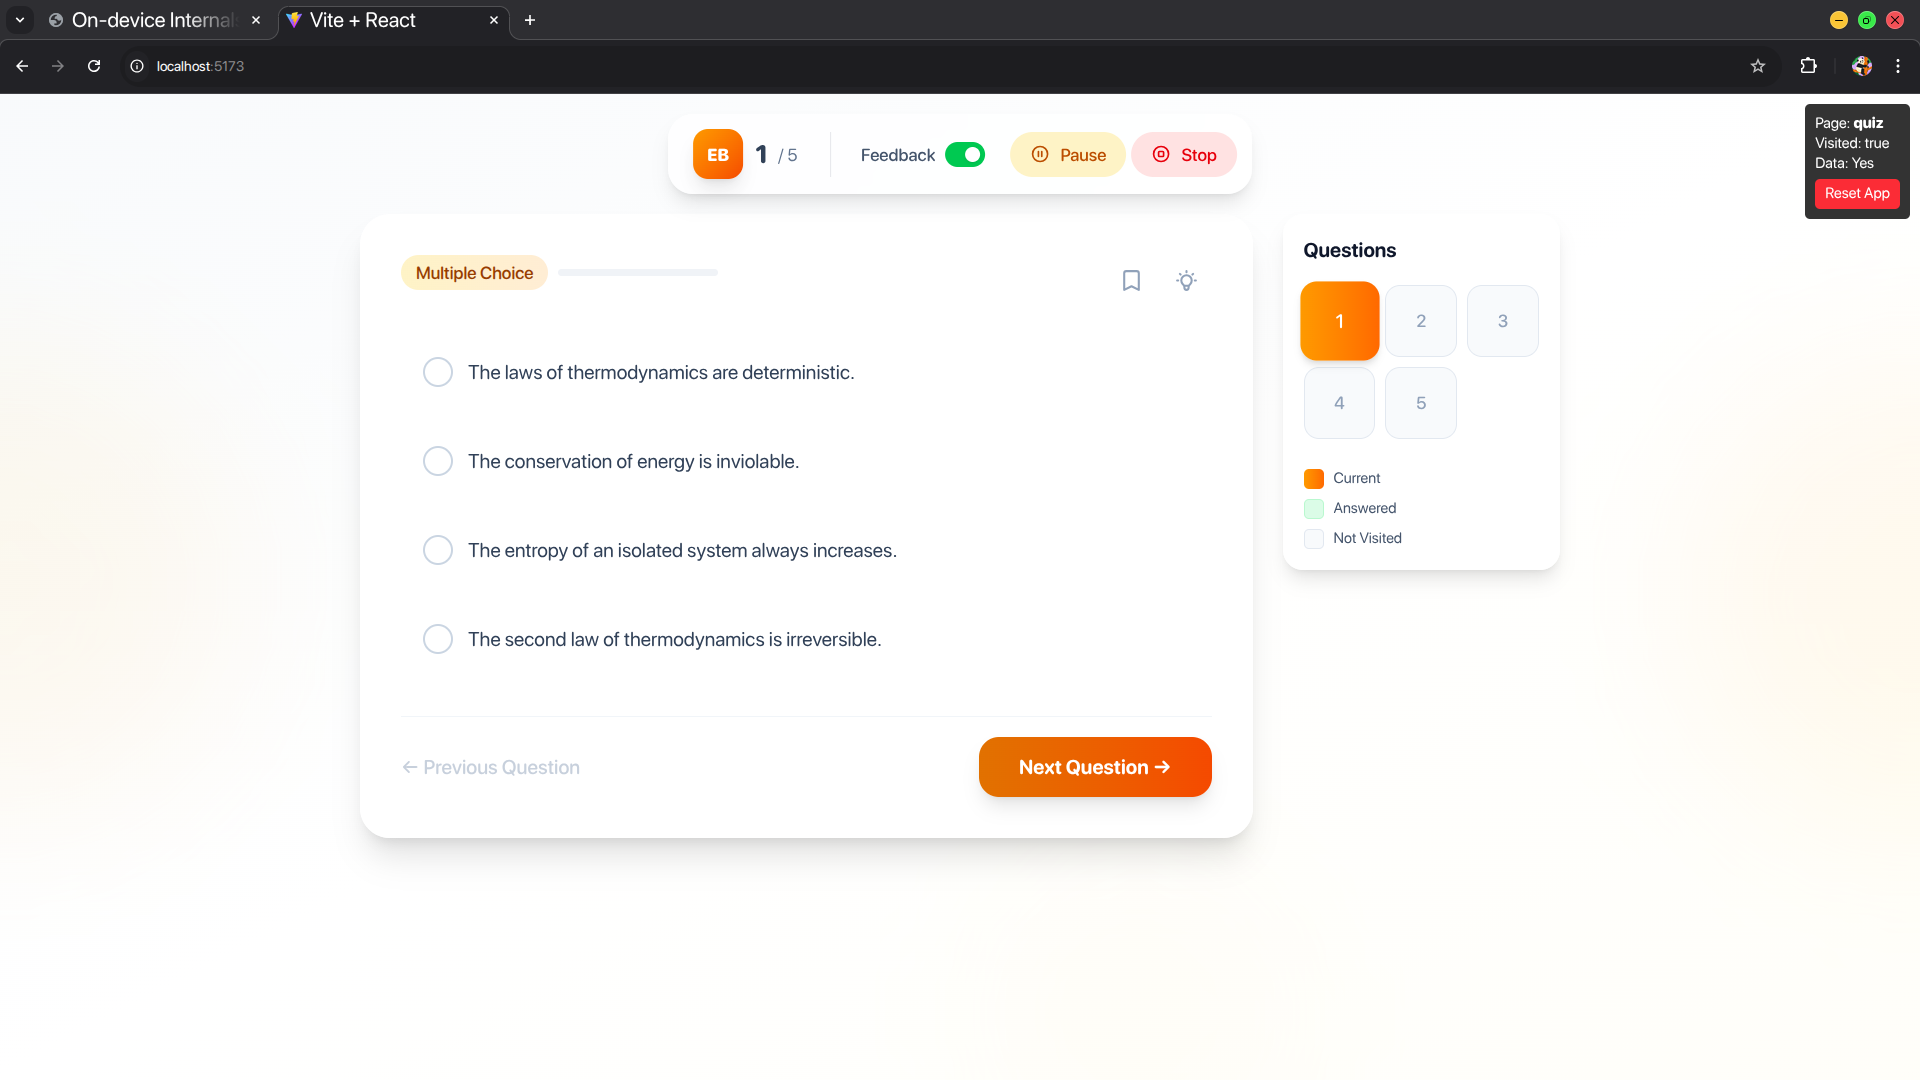 On-device Interna
Vite + React
localhost:5173
Page: quiz
Visited: true
Data: Yes
Reset App
EB 1 / 5 Feedback Pause Stop
Multiple Choice
The laws of thermodynamics are deterministic.
The conservation of energy is inviolable.
The entropy of an isolated system always increases.
The second law of thermodynamics is irreversible.
← Previous Question
Next Question →
Questions
1 2 3
4 5
Current
Answered
Not Visited